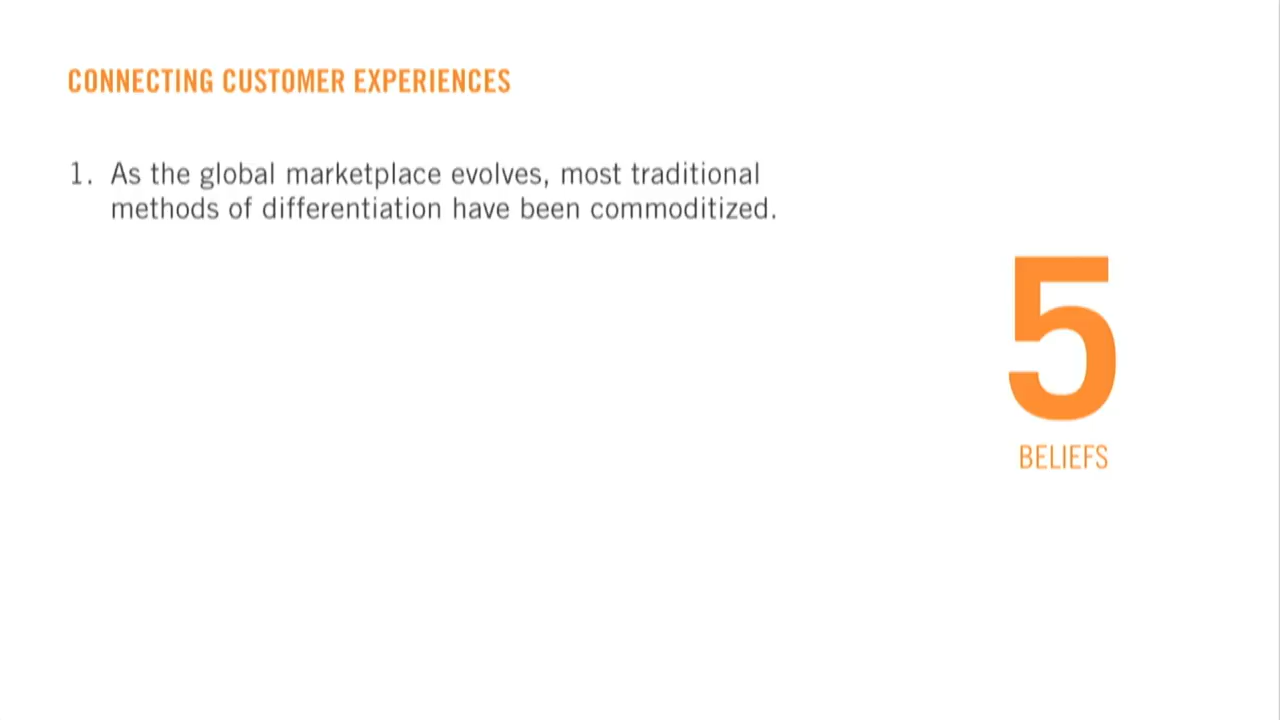 CONNECTING CUSTOMER EXPERIENCES
1. As the global marketplace evolves, most traditional
methods of differentiation have been commoditized.
5
BELIEFS